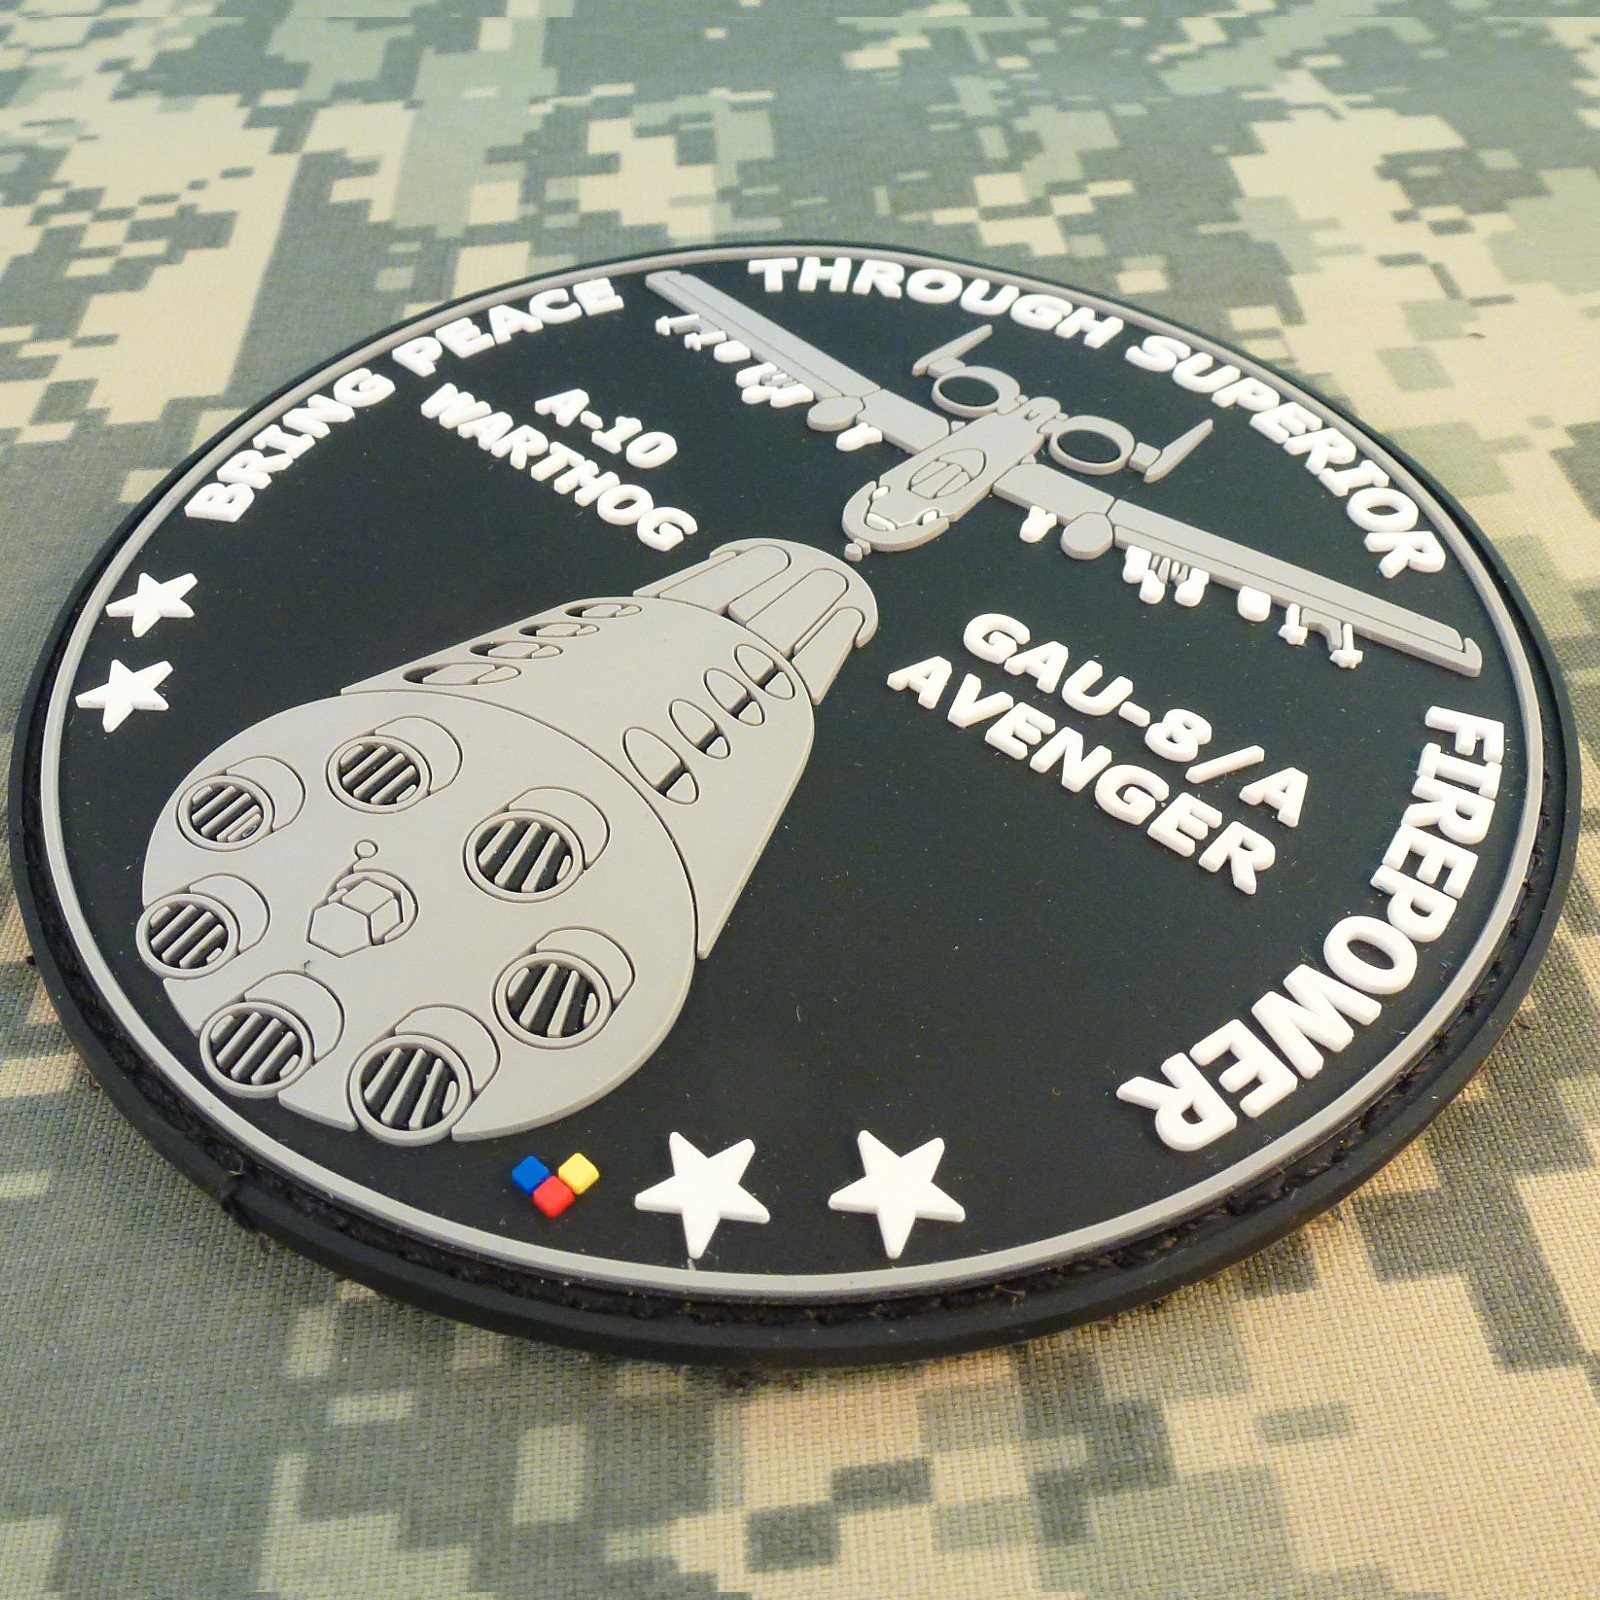 BRING PEACE THROUGH SUPERIOR FIREPOWER
A-10
WARTHOG
GAU-8/A
AVENGER